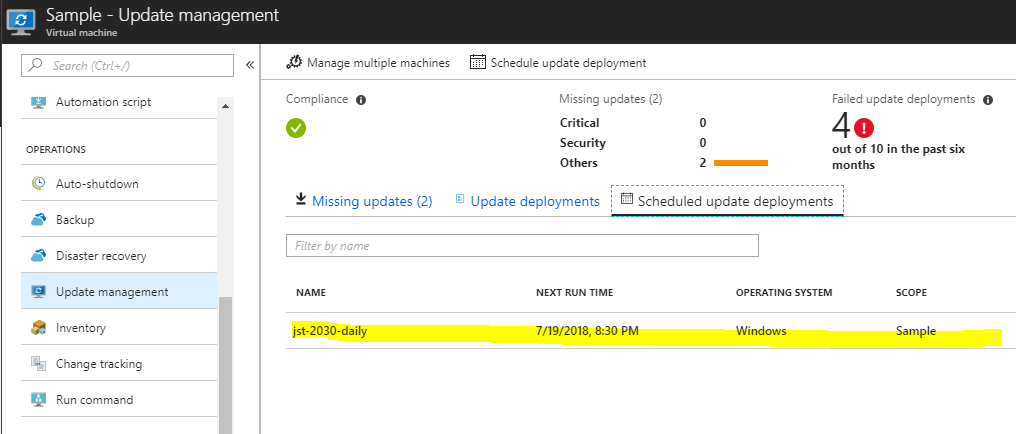 Sample - Update management
Virtual machine
Search (Ctrl+/)
«
Automation script
OPERATIONS
Auto-shutdown
Backup
Disaster recovery
Update management
Inventory
Change tracking
Run command
Manage multiple machines
Schedule update deployment
Compliance
Missing updates (2)
Critical 0
Security 0
Others 2
Failed update deployments
4
out of 10 in the past six
months
Missing updates (2)
Update deployments
Scheduled update deployments
Filter by name
NAME NEXT RUN TIME OPERATING SYSTEM SCOPE
jst-2030-daily 7/19/2018, 8:30 PM Windows Sample